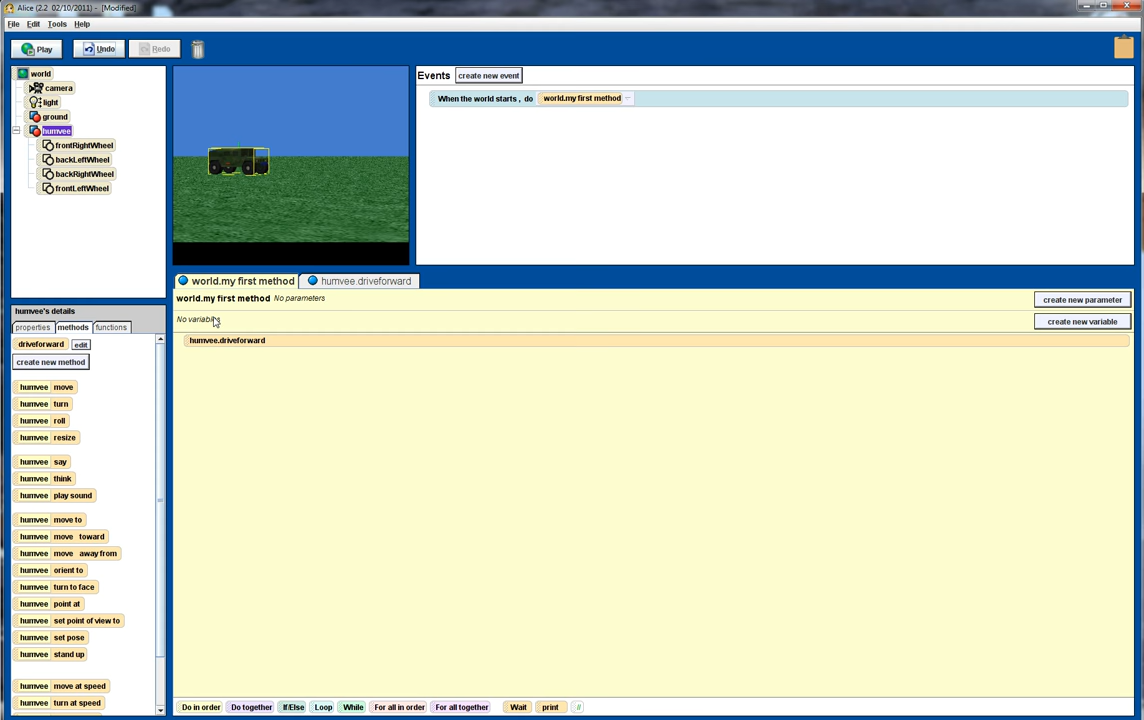 Alice (2.2 02/10/2011) - [Modified]
File Edit Tools Help
Play Undo Redo
world
camera
light
ground
humvee
frontRightWheel
backLeftWheel
backRightWheel
frontLeftWheel
Events create new event
When the world starts , do world.my first method
humvee's details
properties methods functions
driveforward edit
create new method
humvee move
humvee turn
humvee roll
humvee resize
humvee say
humvee think
humvee play sound
humvee move to
humvee move toward
humvee move away from
humvee orient to
humvee turn to face
humvee point at
humvee set point of view to
humvee set pose
humvee stand up
humvee move at speed
humvee turn at speed
world.my first method humvee.driveforward
world.my first method No parameters create new parameter
No variables create new variable
humvee.driveforward
Do in order Do together If/Else Loop While For all in order For all together Wait print //